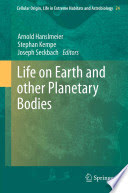 Cellular Origin, Life in Extreme Habitats and Astrobiology 24
Arnold Hanslmeier
Stephan Kempe
Joseph Seckbach
Editors
Life on Earth and
other Planetary
Bodies